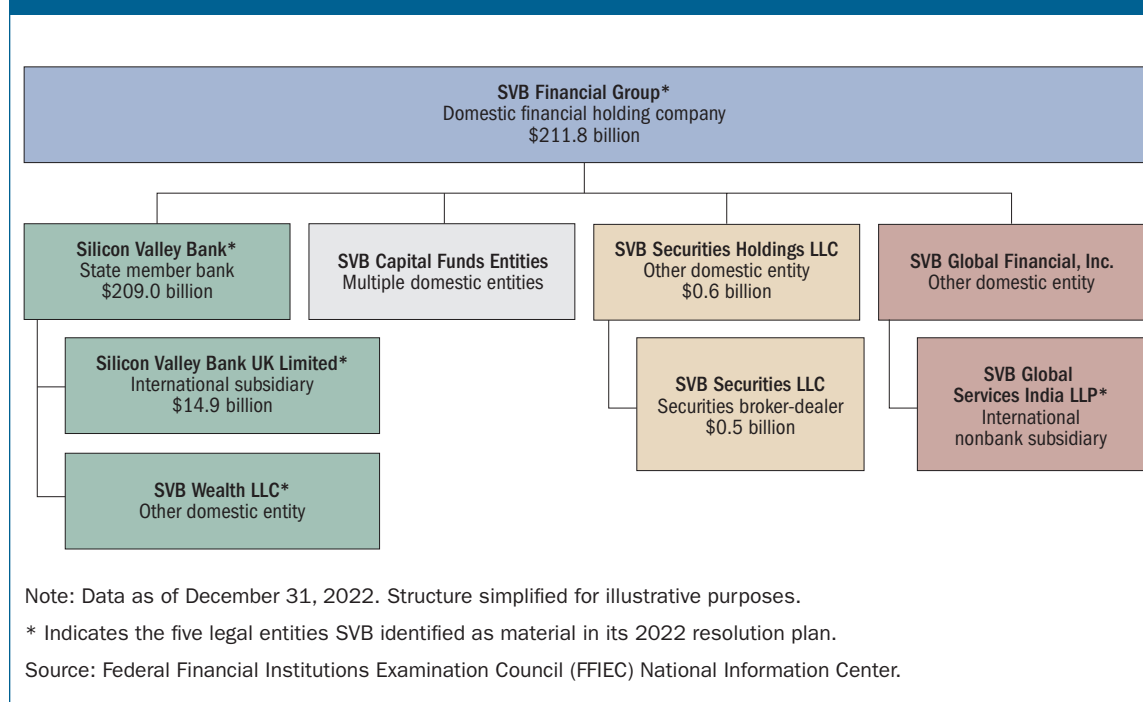 SVB Financial Group*
Domestic financial holding company
$211.8 billion
Silicon Valley Bank*
State member bank
$209.0 billion
SVB Capital Funds Entities
Multiple domestic entities
SVB Securities Holdings LLC
Other domestic entity
$0.6 billion
SVB Global Financial, Inc.
Other domestic entity
Silicon Valley Bank UK Limited*
International subsidiary
$14.9 billion
SVB Securities LLC
Securities broker-dealer
$0.5 billion
SVB Global
Services India LLP*
International
nonbank subsidiary
SVB Wealth LLC*
Other domestic entity
Note: Data as of December 31, 2022. Structure simplified for illustrative purposes.
* Indicates the five legal entities SVB identified as material in its 2022 resolution plan.
Source: Federal Financial Institutions Examination Council (FFIEC) National Information Center.